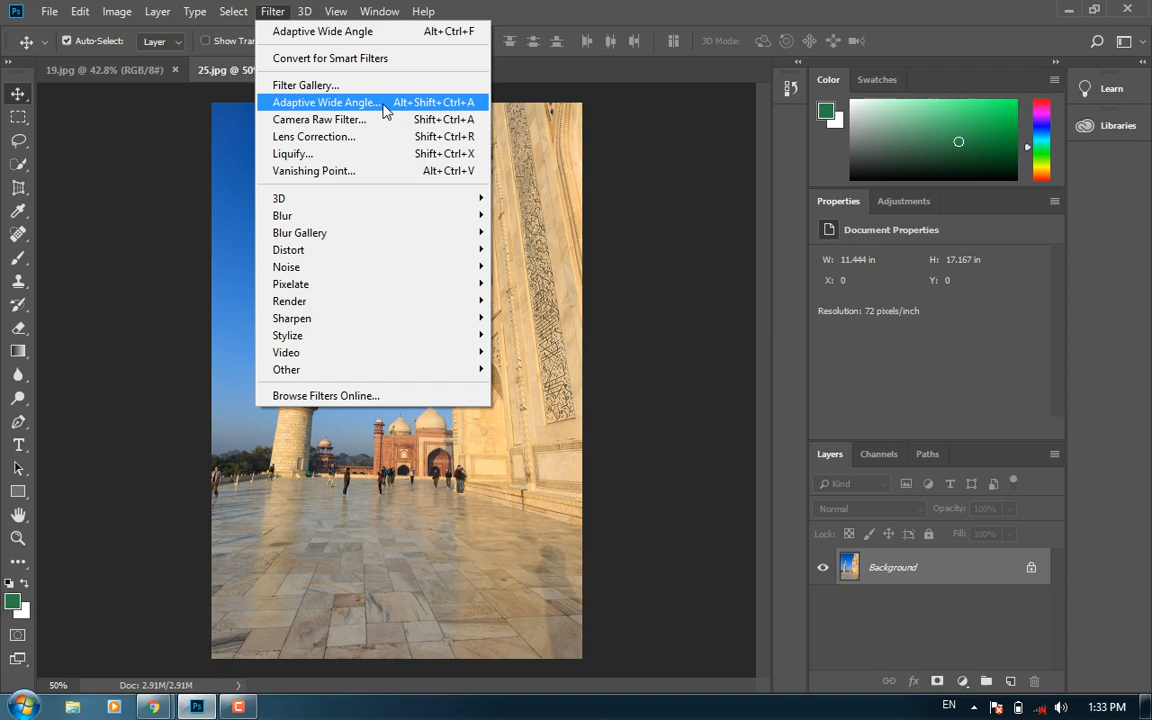 Ps File Edit Image Layer Type Select Filter 3D View Window Help
Auto-Select: Layer Show Tra 3D Mode:
19.jpg @ 42.8% (RGB/8#) × 25.jpg @ 50%
Adaptive Wide Angle Alt+Ctrl+F
Convert for Smart Filters
Filter Gallery...
Adaptive Wide Angle... Alt+Shift+Ctrl+A
Camera Raw Filter... Shift+Ctrl+A
Lens Correction... Shift+Ctrl+R
Liquify... Shift+Ctrl+X
Vanishing Point... Alt+Ctrl+V
3D
Blur
Blur Gallery
Distort
Noise
Pixelate
Render
Sharpen
Stylize
Video
Other
Browse Filters Online...
Color Swatches
Learn
Libraries
Properties Adjustments
Document Properties
W: 11.444 in H: 17.167 in
X: 0 Y: 0
Resolution: 72 pixels/inch
Layers Channels Paths
Kind
Normal Opacity: 100%
Lock: Fill: 100%
Background
50% Doc: 2.91M/2.91M
Ps C EN 1:33 PM